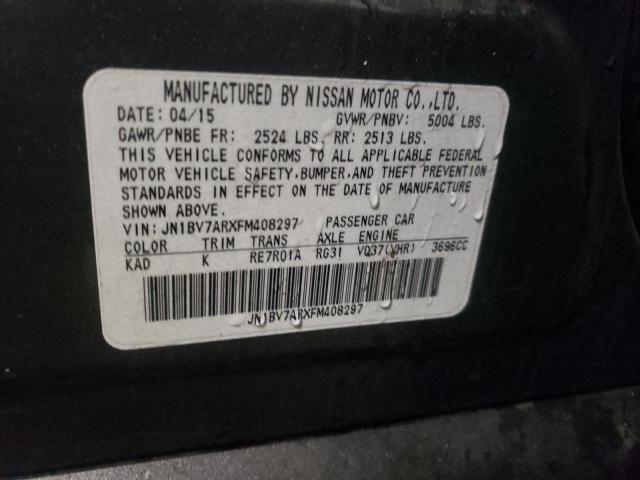 MANUFACTURED BY NISSAN MOTOR CO.,LTD.
DATE: 04/15 GVWR/PNBV: 5004 LBS.
GAWR/PNBE FR: 2524 LBS, RR: 2513 LBS.
THIS VEHICLE CONFORMS TO ALL APPLICABLE FEDERAL
MOTOR VEHICLE SAFETY,BUMPER,AND THEFT PREVENTION
STANDARDS IN EFFECT ON THE DATE OF MANUFACTURE
SHOWN ABOVE.
VIN: JN1BV7ARXFM408297 PASSENGER CAR
COLOR TRIM TRANS AXLE ENGINE
KAD K RE7R01A RG31 VQ37(VHR) 3696CC
JN1BV7ARXFM408297